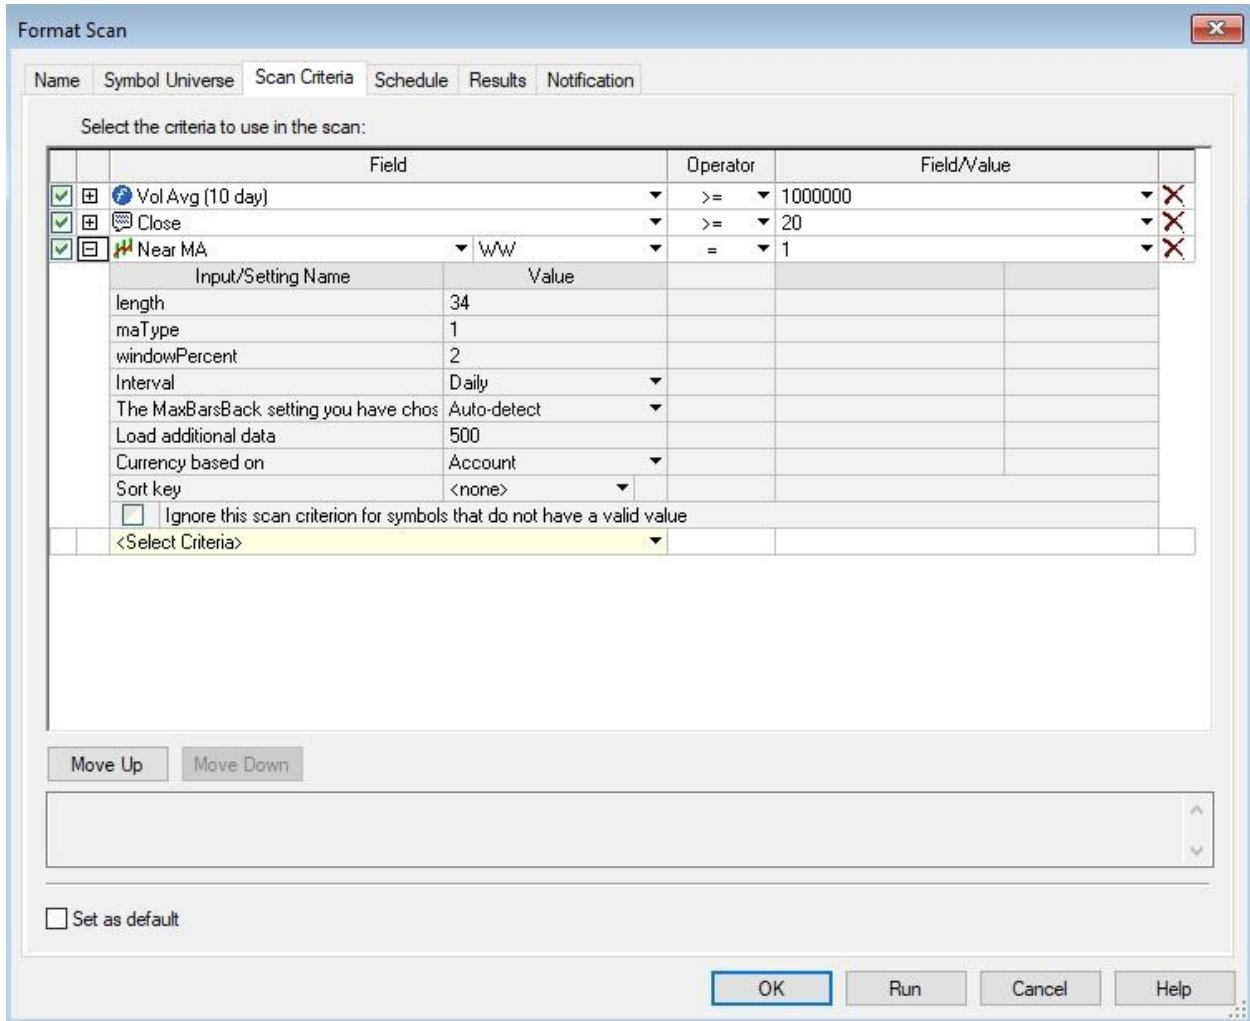 Format Scan
Name Symbol Universe Scan Criteria Schedule Results Notification
Select the criteria to use in the scan:
Field Operator Field/Value
Vol Avg (10 day) >= 1000000
Close >= 20
Near MA WW = 1
Input/Setting Name Value
length 34
maType 1
windowPercent 2
Interval Daily
The MaxBarsBack setting you have chos Auto-detect
Load additional data 500
Currency based on Account
Sort key <none>
Ignore this scan criterion for symbols that do not have a valid value
<Select Criteria>
Move Up Move Down
Set as default
OK Run Cancel Help